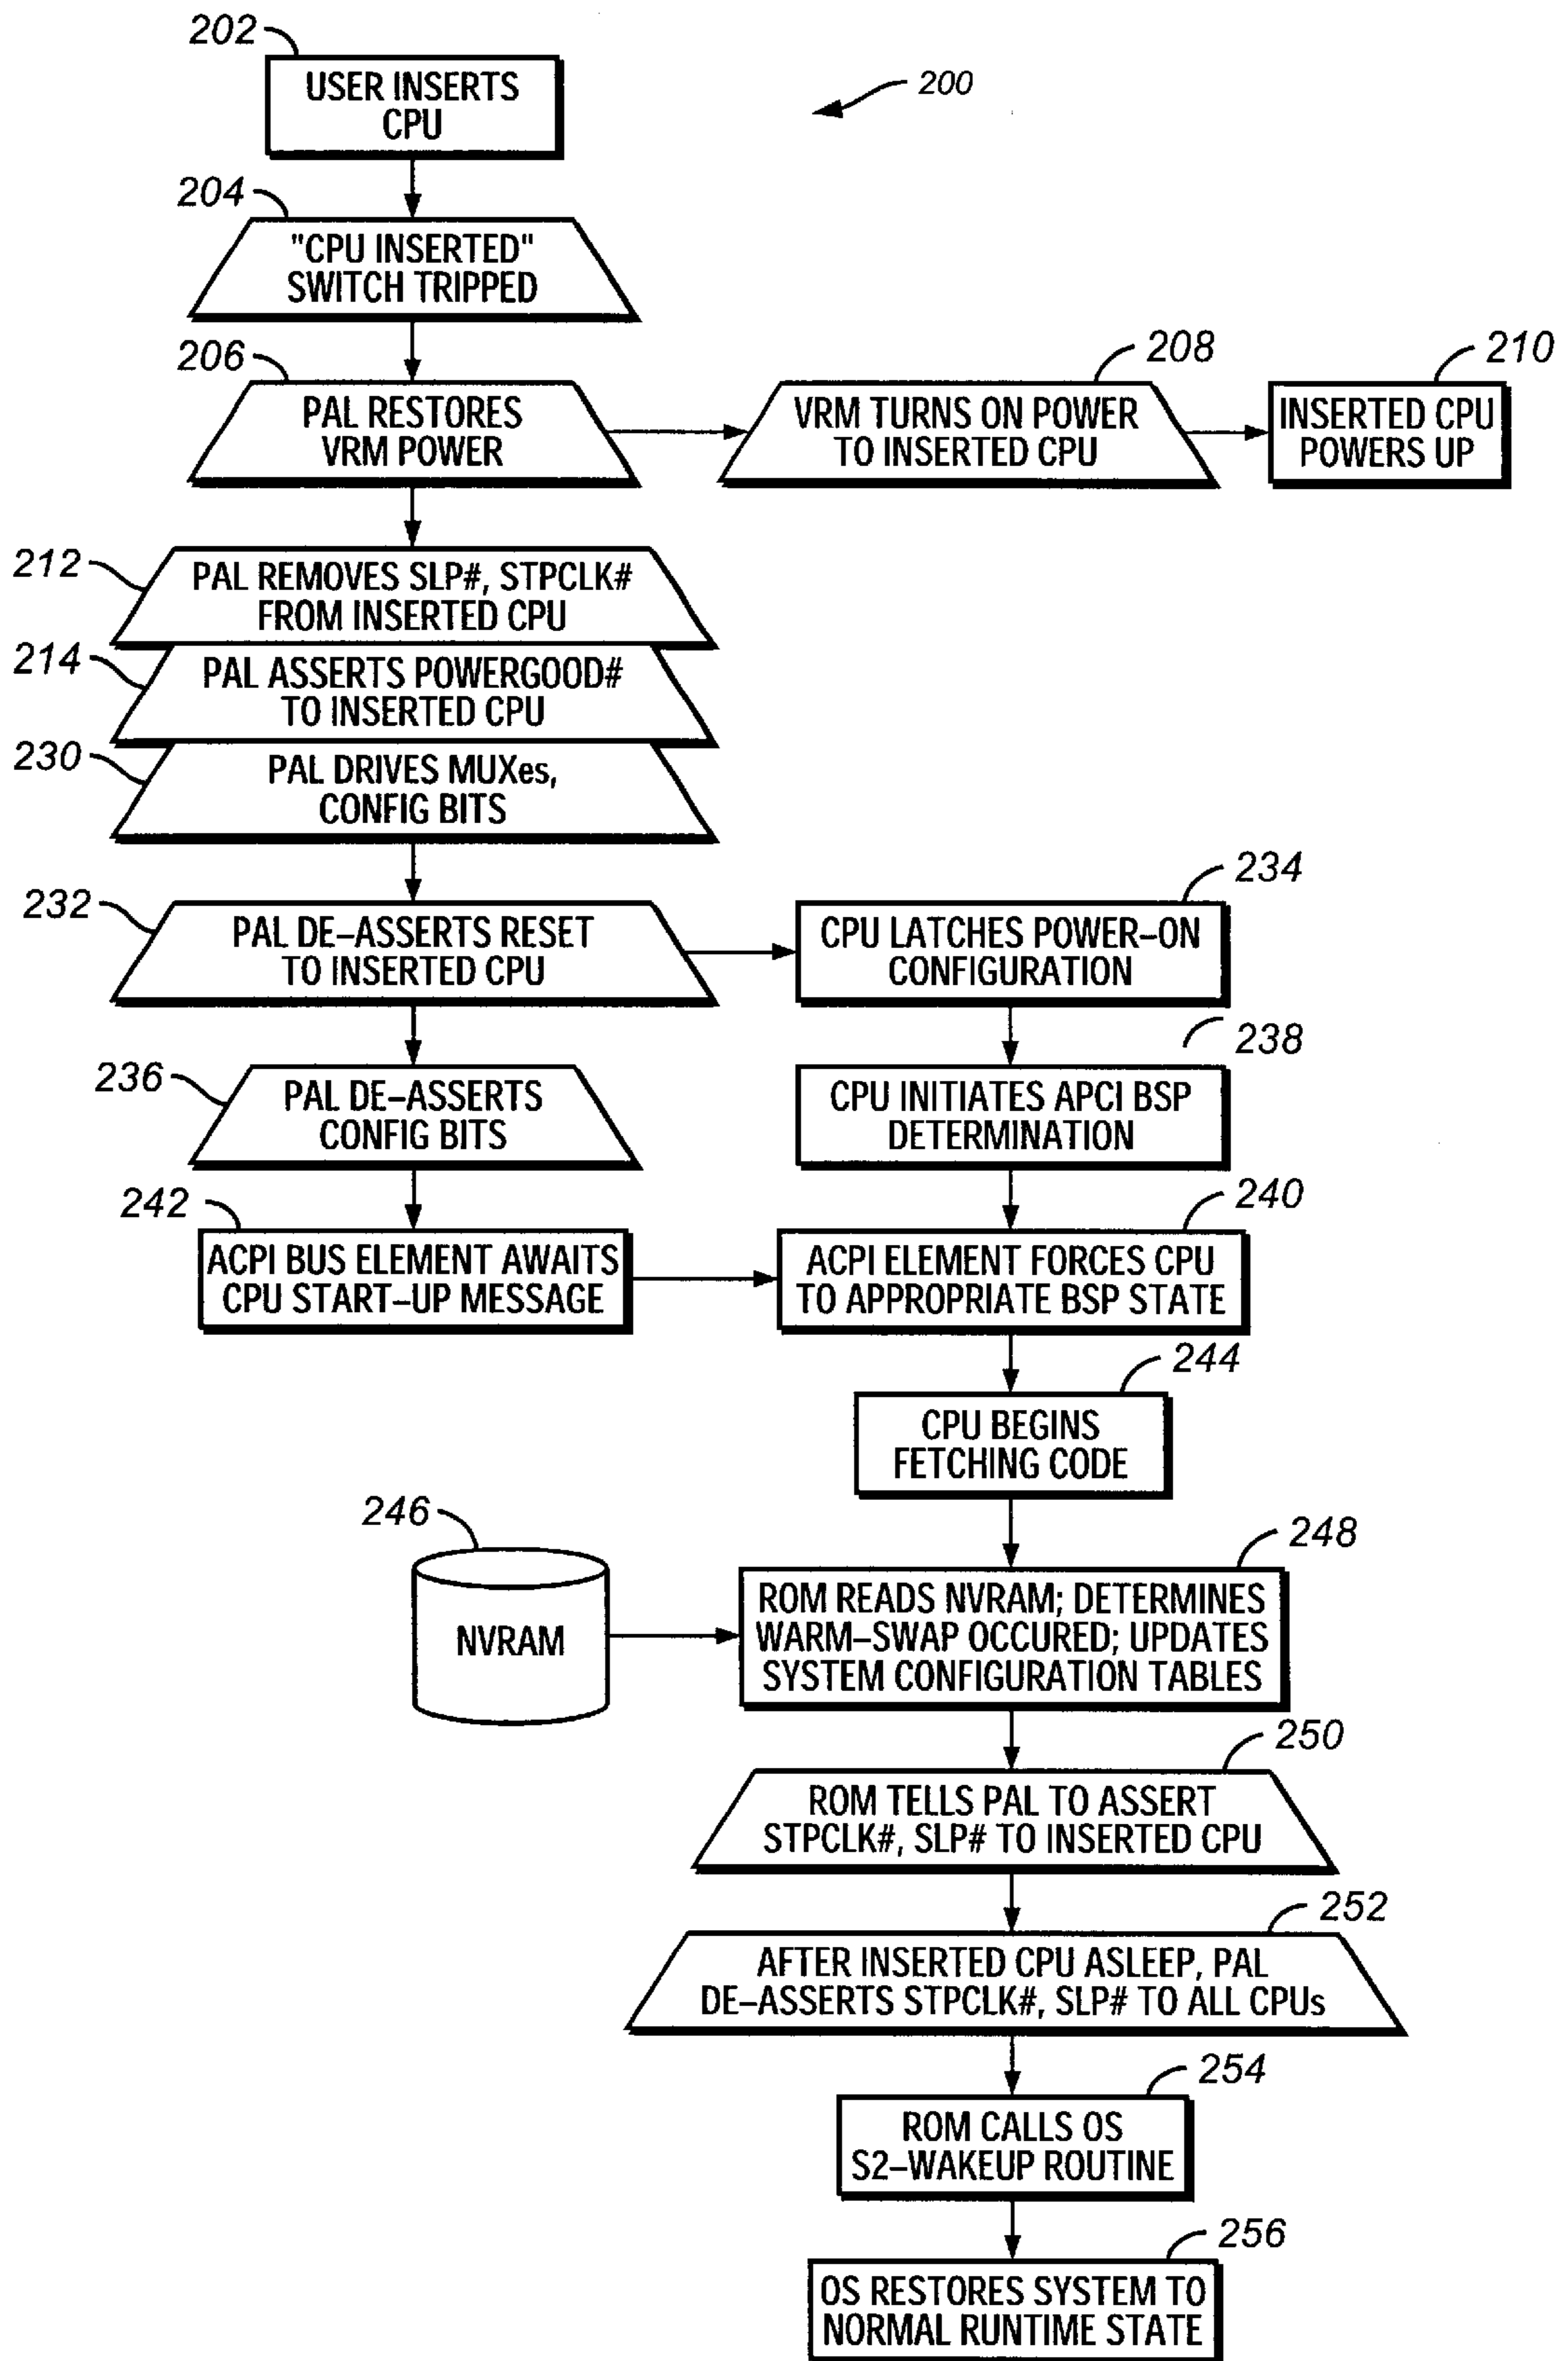 202
USER INSERTS
CPU
200
204
"CPU INSERTED"
SWITCH TRIPPED
206
PAL RESTORES
VRM POWER
208
VRM TURNS ON POWER
TO INSERTED CPU
210
INSERTED CPU
POWERS UP
212
PAL REMOVES SLP#, STPCLK#
FROM INSERTED CPU
214
PAL ASSERTS POWERGOOD#
TO INSERTED CPU
230
PAL DRIVES MUXes,
CONFIG BITS
232
PAL DE–ASSERTS RESET
TO INSERTED CPU
234
CPU LATCHES POWER–ON
CONFIGURATION
236
PAL DE–ASSERTS
CONFIG BITS
238
CPU INITIATES APCI BSP
DETERMINATION
242
ACPI BUS ELEMENT AWAITS
CPU START–UP MESSAGE
240
ACPI ELEMENT FORCES CPU
TO APPROPRIATE BSP STATE
244
CPU BEGINS
FETCHING CODE
246
NVRAM
248
ROM READS NVRAM; DETERMINES
WARM–SWAP OCCURED; UPDATES
SYSTEM CONFIGURATION TABLES
250
ROM TELLS PAL TO ASSERT
STPCLK#, SLP# TO INSERTED CPU
252
AFTER INSERTED CPU ASLEEP, PAL
DE–ASSERTS STPCLK#, SLP# TO ALL CPUs
254
ROM CALLS OS
S2–WAKEUP ROUTINE
256
OS RESTORES SYSTEM TO
NORMAL RUNTIME STATE